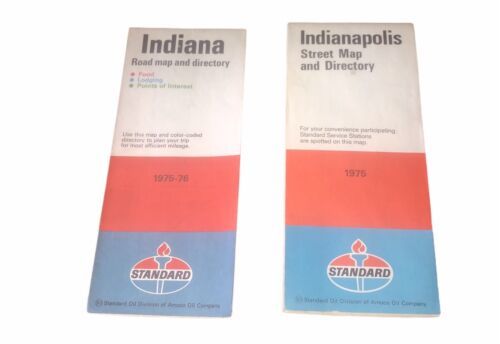 Indiana
Road map and directory
Food
Lodging
Points of Interest
Use this map and color-coded
directory to plan your trip
for most efficient mileage.
1975-76
STANDARD
Standard Oil Division of Amoco Oil Company
Indianapolis
Street Map
and Directory
For your convenience participating
Standard Service Stations
are spotted on this map.
1975
STANDARD
Standard Oil Division of Amoco Oil Company